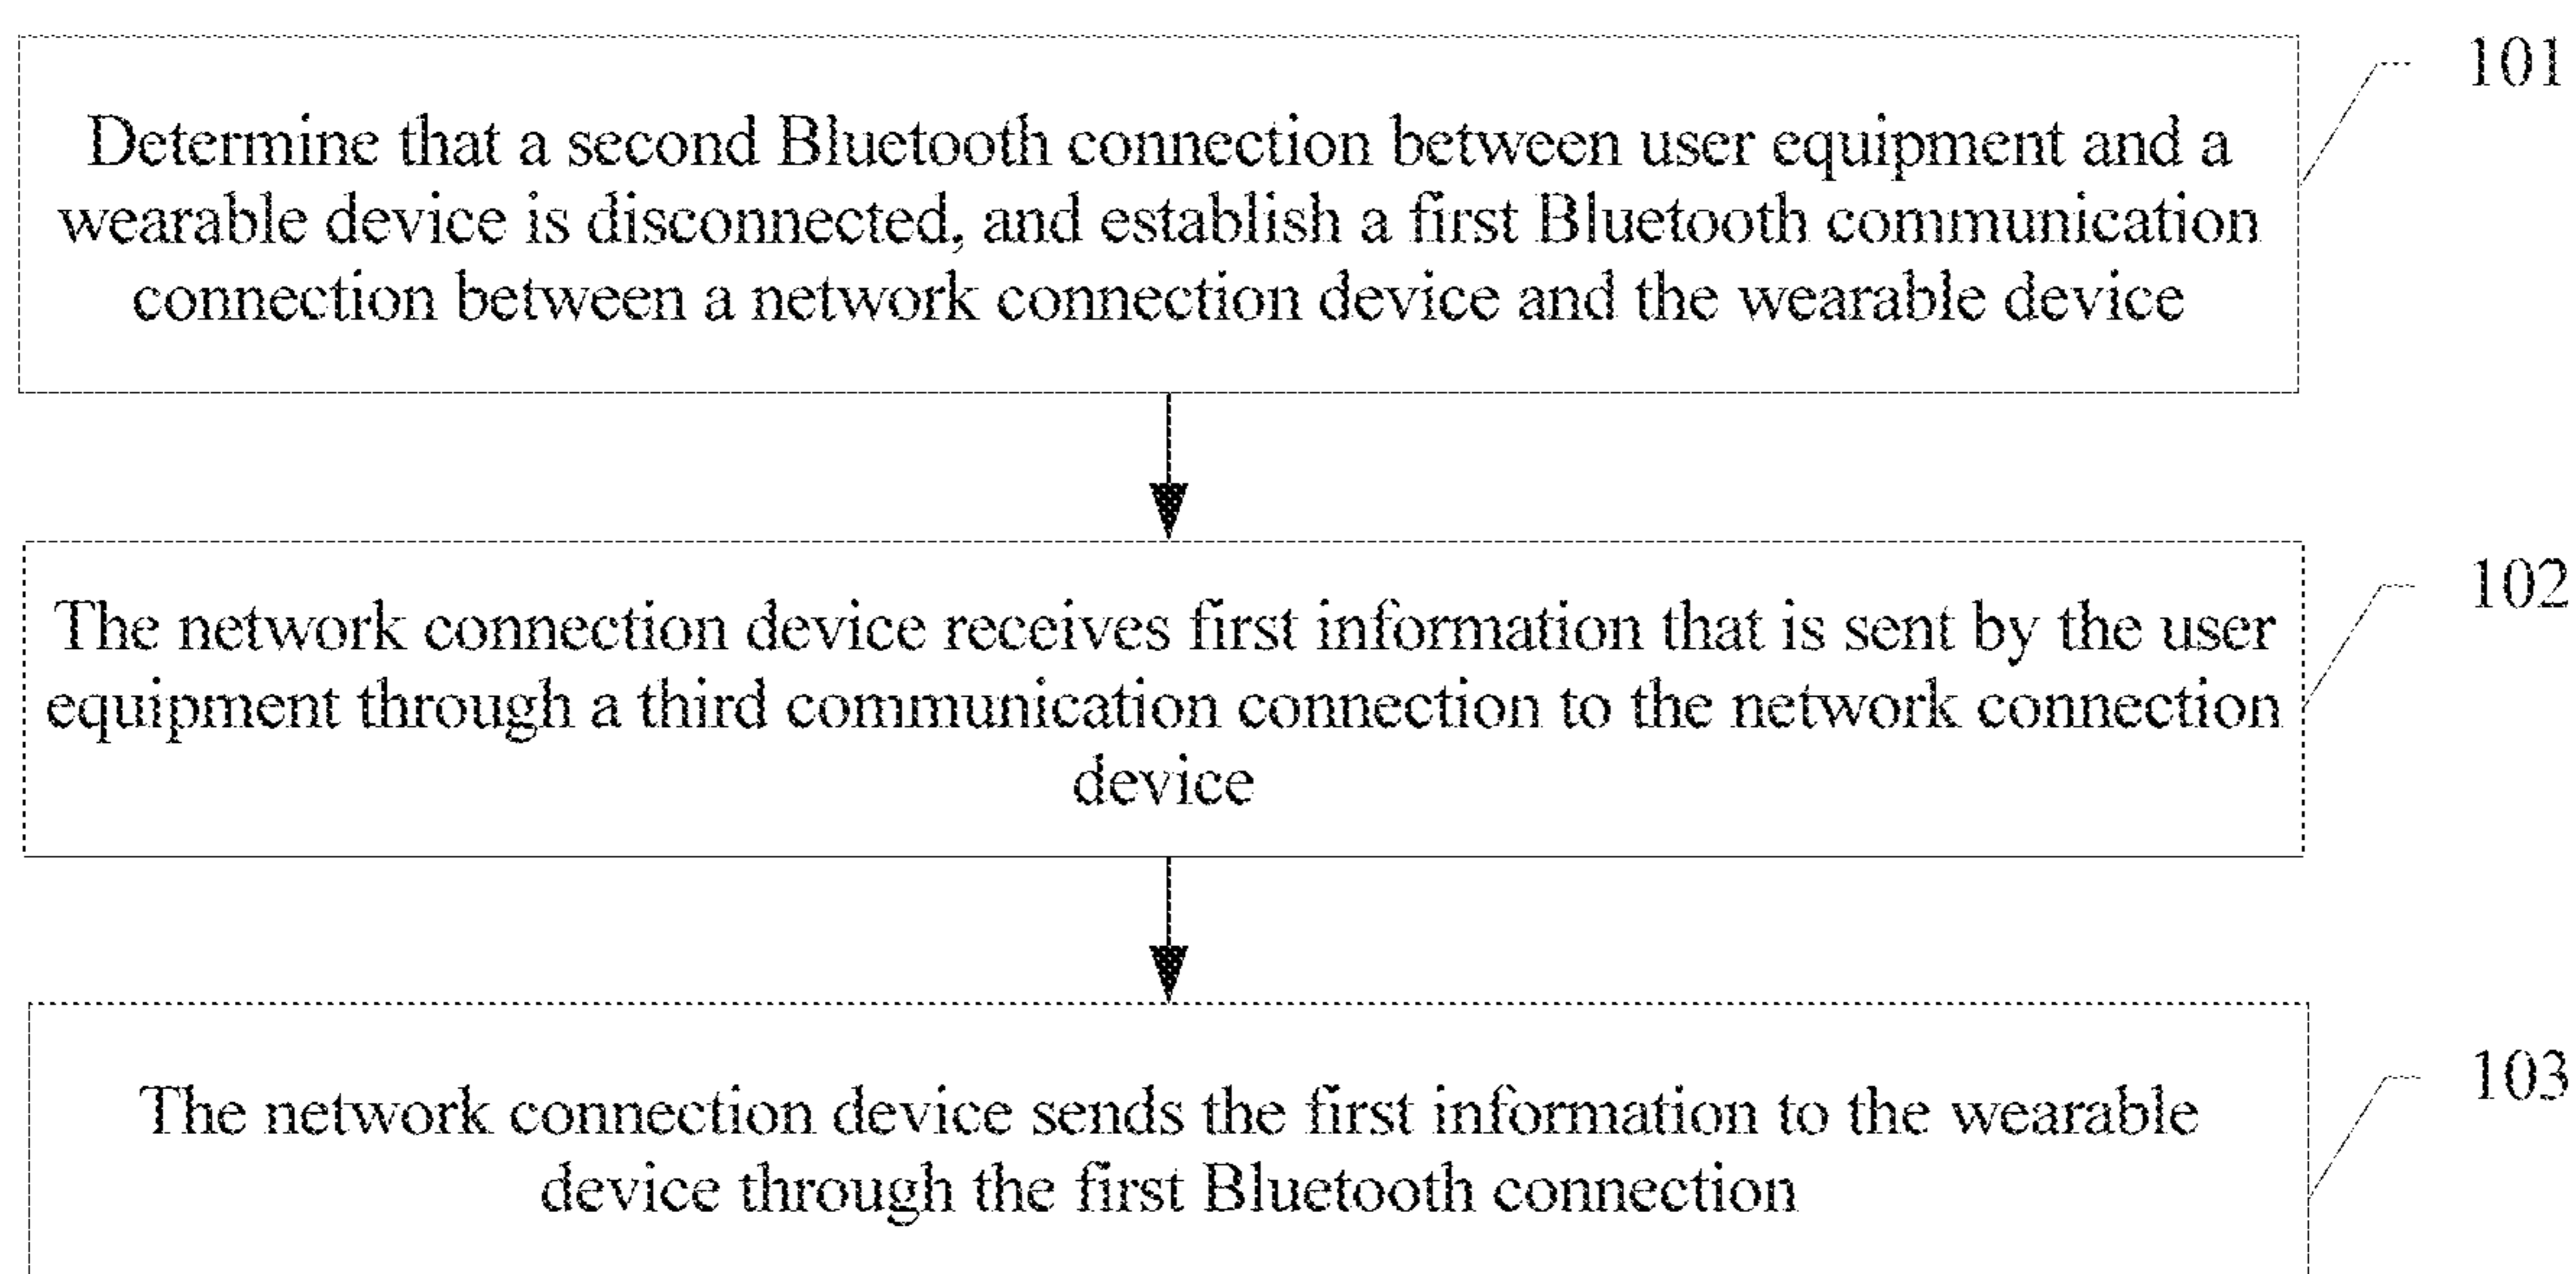 Determine that a second Bluetooth connection between user equipment and a
wearable device is disconnected, and establish a first Bluetooth communication
connection between a network connection device and the wearable device
101
The network connection device receives first information that is sent by the user
equipment through a third communication connection to the network connection
device
102
The network connection device sends the first information to the wearable
device through the first Bluetooth connection
103